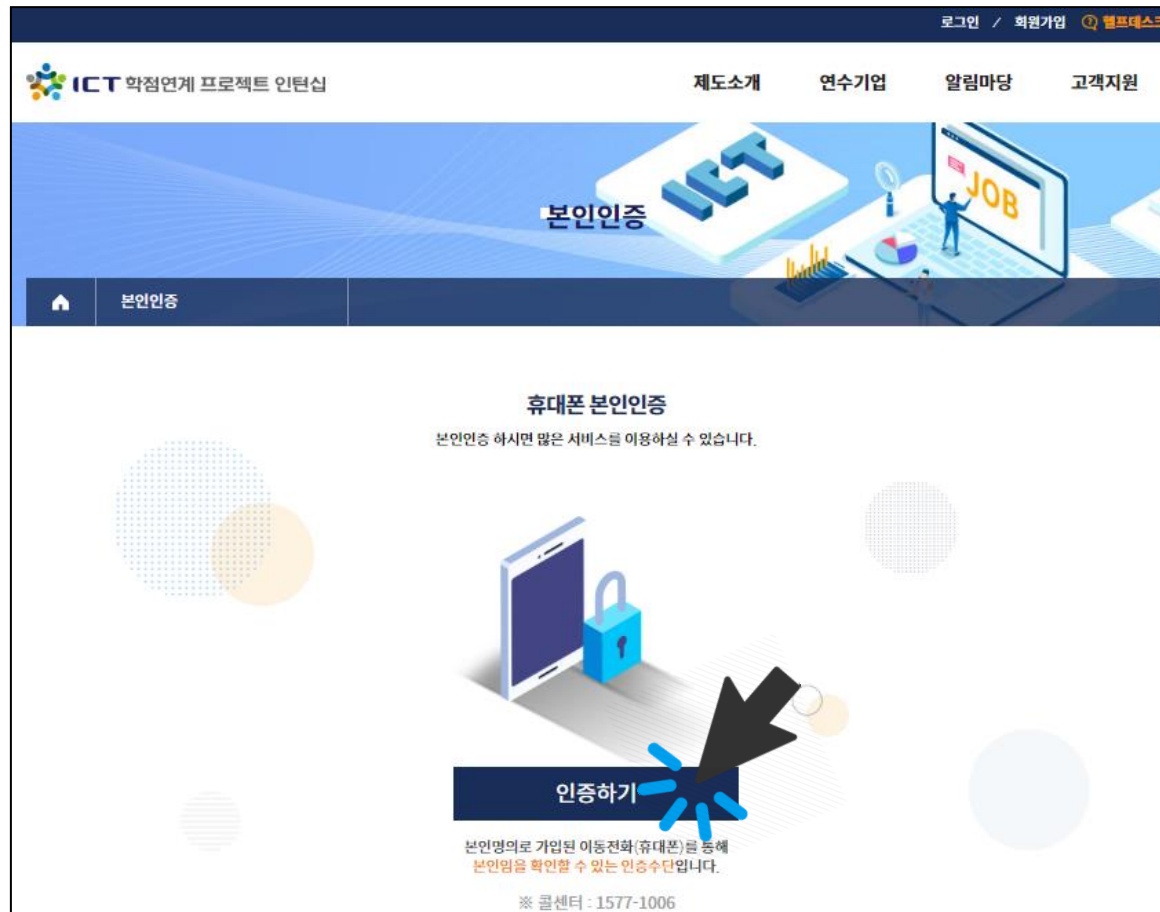 로그인 / 회원가입 헬프데스크
ICT 학점연계 프로젝트 인턴십
제도소개 연수기업 알림마당 고객지원
ICT
JOB
본인인증
본인인증
휴대폰 본인인증
본인인증 하시면 많은 서비스를 이용하실 수 있습니다.
인증하기
본인명의로 가입된 이동전화(휴대폰)를 통해
본인임을 확인할 수 있는 인증수단입니다.
※ 콜센터 : 1577-1006